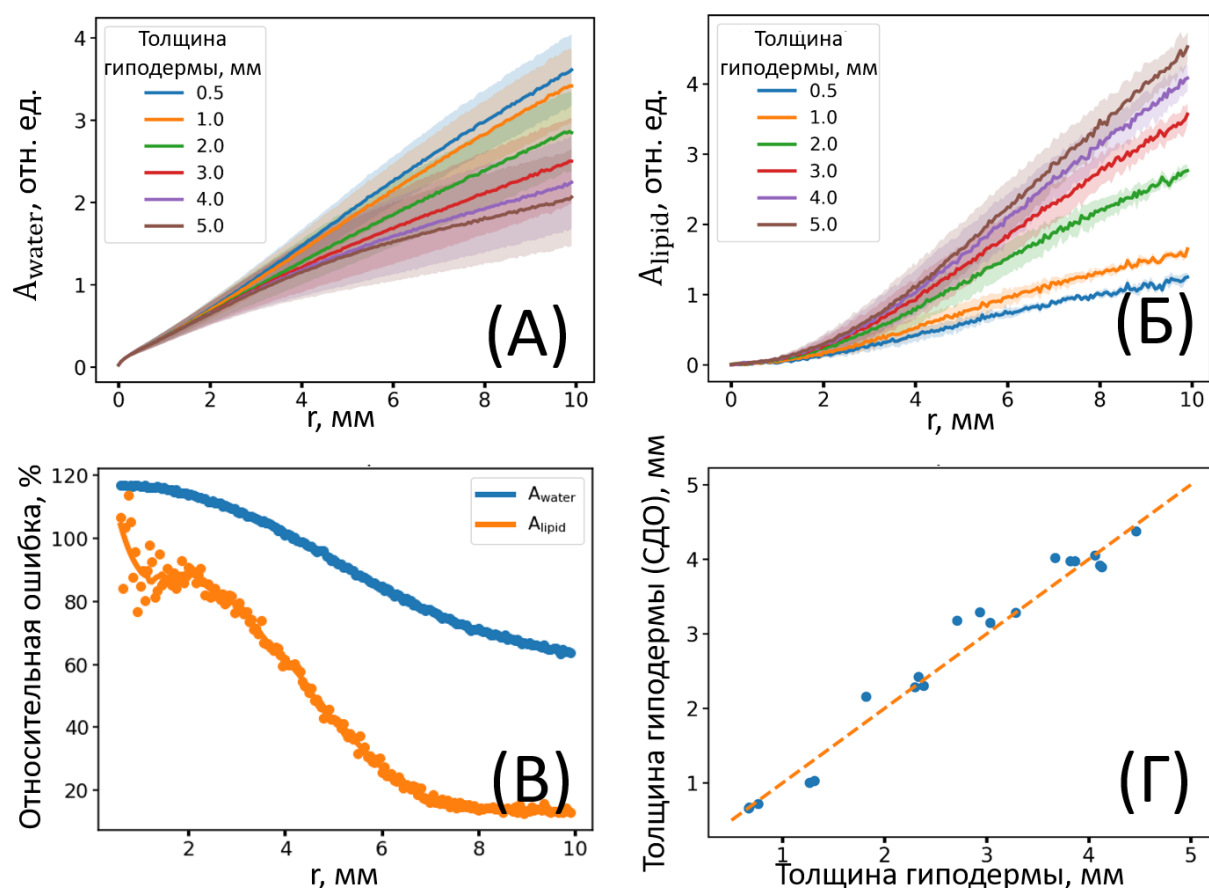 Толщина
гиподермы, мм
0.5
1.0
2.0
3.0
4.0
5.0
A_water, отн. ед.
4
3
2
1
0
0 2 4 6 8 10
r, мм
(А)
Толщина
гиподермы, мм
0.5
1.0
2.0
3.0
4.0
5.0
A_lipid, отн. ед.
4
3
2
1
0
0 2 4 6 8 10
r, мм
(Б)
Относительная ошибка, %
120
100
80
60
40
20
A_water
A_lipid
2 4 6 8 10
r, мм
(В)
Толщина гиподермы (СДО), мм
5
4
3
2
1
1 2 3 4 5
Толщина гиподермы, мм
(Г)